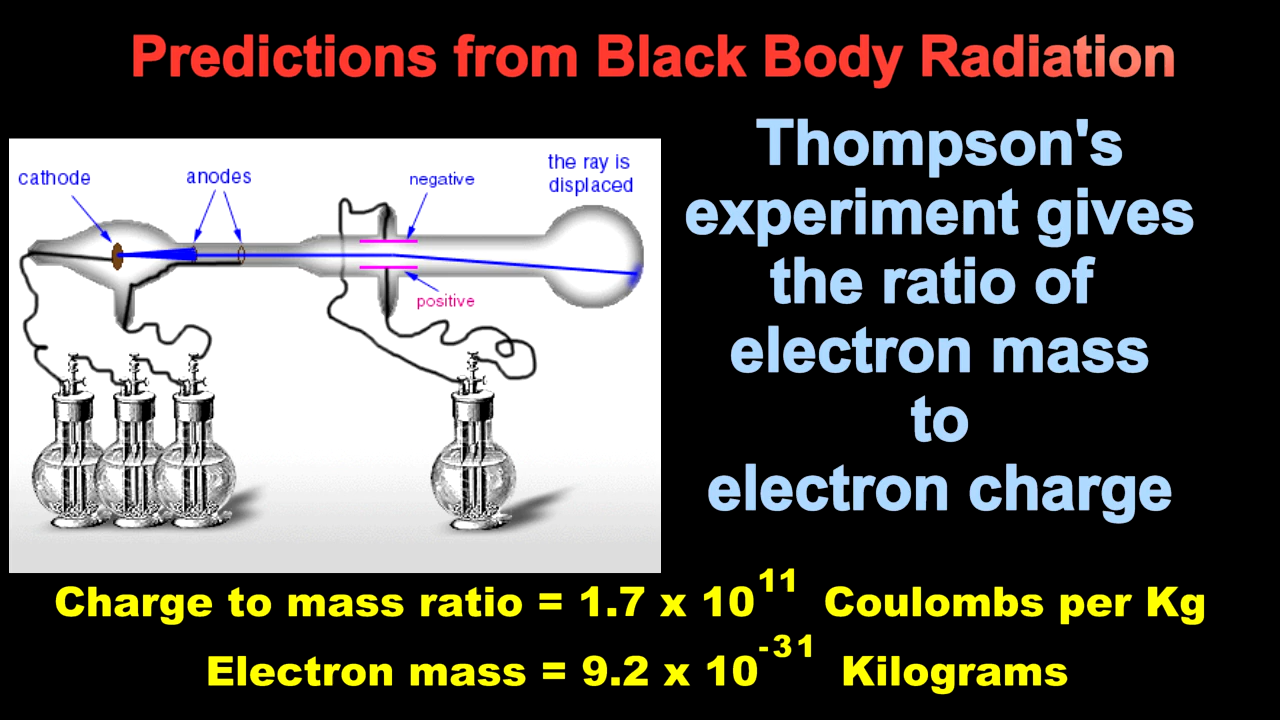 Predictions from Black Body Radiation
cathode
anodes
negative
the ray is
displaced
positive
Thompson's
experiment gives
the ratio of
electron mass
to
electron charge
Charge to mass ratio = 1.7 x 10¹¹ Coulombs per Kg
Electron mass = 9.2 x 10⁻³¹ Kilograms